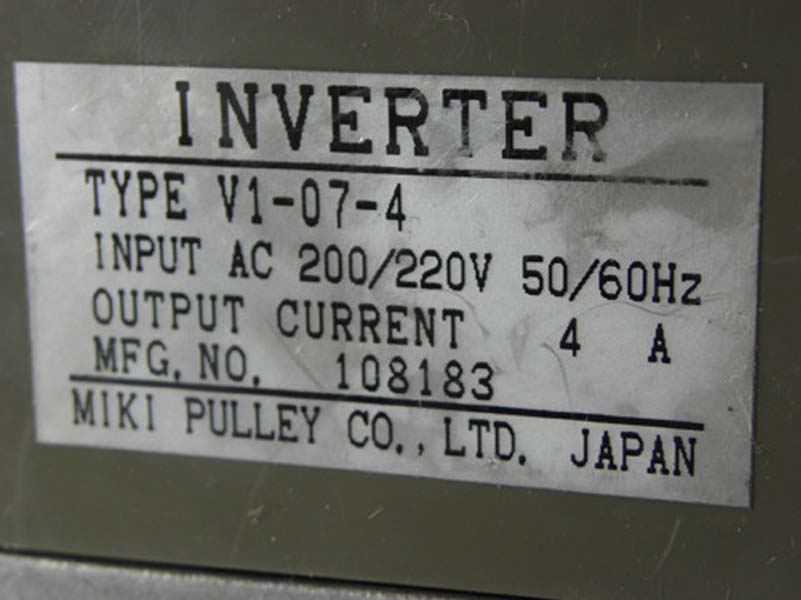 INVERTER
TYPE V1-07-4
INPUT AC 200/220V 50/60Hz
OUTPUT CURRENT 4 A
MFG. NO. 108183
MIKI PULLEY CO., LTD. JAPAN